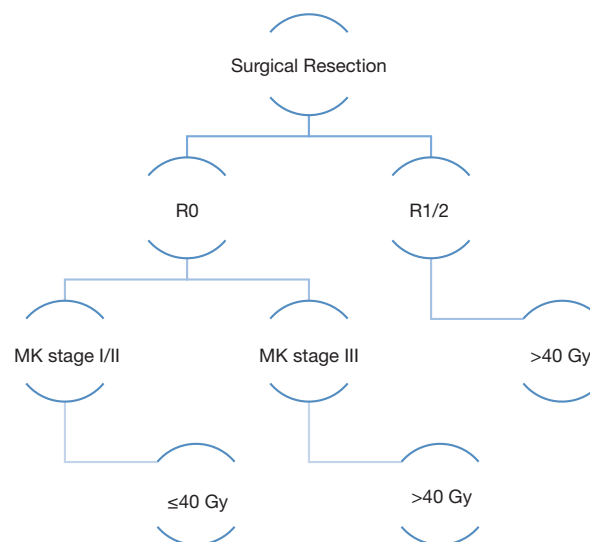 Surgical Resection
R0
R1/2
MK stage I/II
MK stage III
>40 Gy
≤40 Gy
>40 Gy